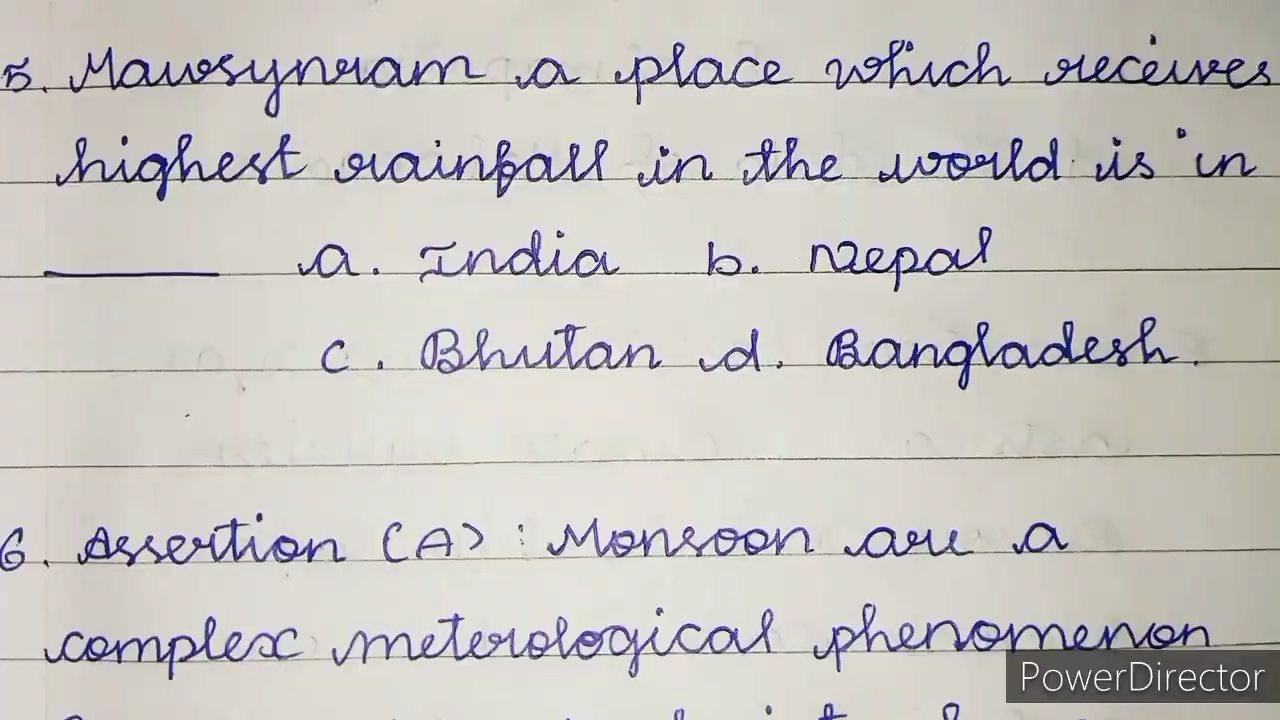 5. Mawsynram a place which receives
highest rainfall in the world is in
______ a. India b. Nepal
c. Bhutan d. Bangladesh.
6. Assertion (A) : Monsoon are a
complex meterological phenomenon
PowerDirector